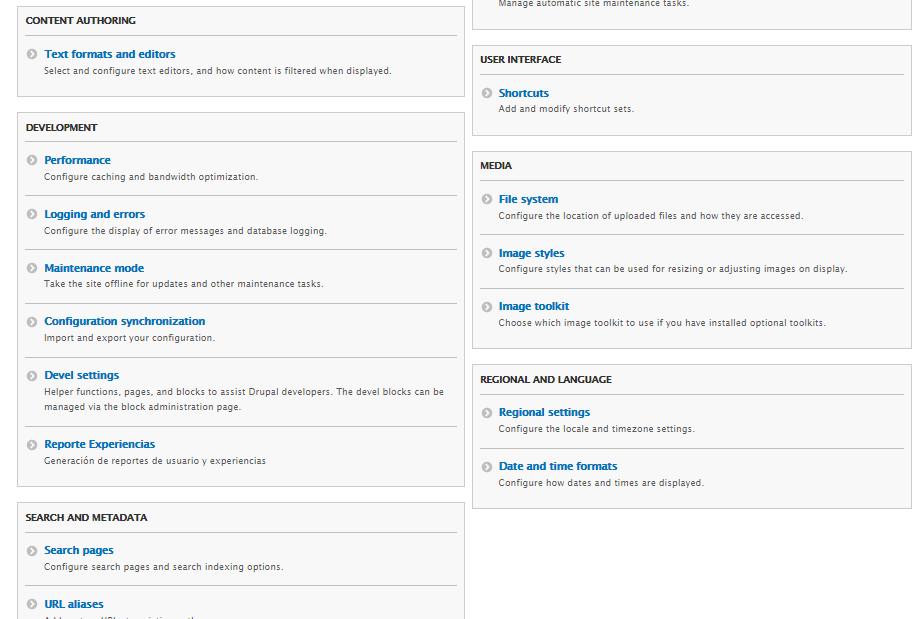 CONTENT AUTHORING
Text formats and editors
Select and configure text editors, and how content is filtered when displayed.
DEVELOPMENT
Performance
Configure caching and bandwidth optimization.
Logging and errors
Configure the display of error messages and database logging.
Maintenance mode
Take the site offline for updates and other maintenance tasks.
Configuration synchronization
Import and export your configuration.
Devel settings
Helper functions, pages, and blocks to assist Drupal developers. The devel blocks can be
managed via the block administration page.
Reporte Experiencias
Generación de reportes de usuario y experiencias
SEARCH AND METADATA
Search pages
Configure search pages and search indexing options.
URL aliases
Manage automatic site maintenance tasks.
USER INTERFACE
Shortcuts
Add and modify shortcut sets.
MEDIA
File system
Configure the location of uploaded files and how they are accessed.
Image styles
Configure styles that can be used for resizing or adjusting images on display.
Image toolkit
Choose which image toolkit to use if you have installed optional toolkits.
REGIONAL AND LANGUAGE
Regional settings
Configure the locale and timezone settings.
Date and time formats
Configure how dates and times are displayed.